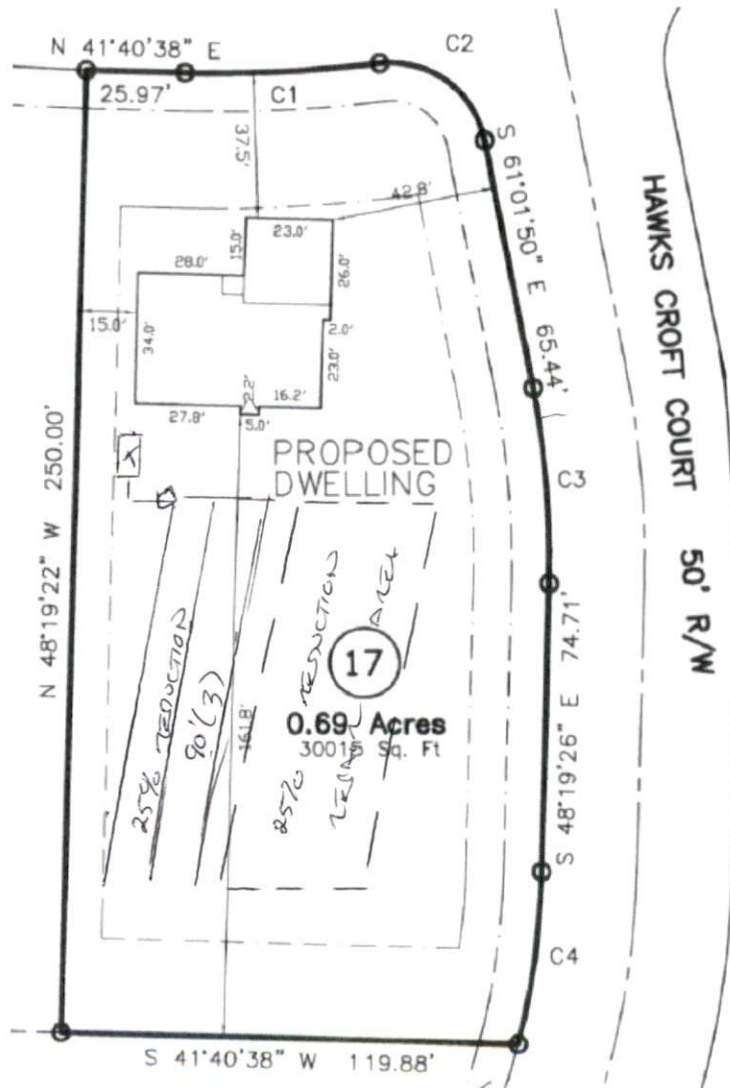 N 41°40'38" E
C2
25.97'
C1
37.5'
S 61°01'50" E 65.44'
42.8'
HAWKS CROFT COURT 50' R/W
23.0'
15.0'
28.0'
26.0'
15.0'
34.0'
2.0'
23.0'
2.2'
16.2'
27.8'
5.0'
PROPOSED
DWELLING
C3
N 48°19'22" W 250.00'
25% REDUCTION
90'(3)
161.8'
25% REDUCTION
AREA
17
0.69 Acres
30015 Sq. Ft
S 48°19'26" E 74.71'
C4
S 41°40'38" W 119.88'